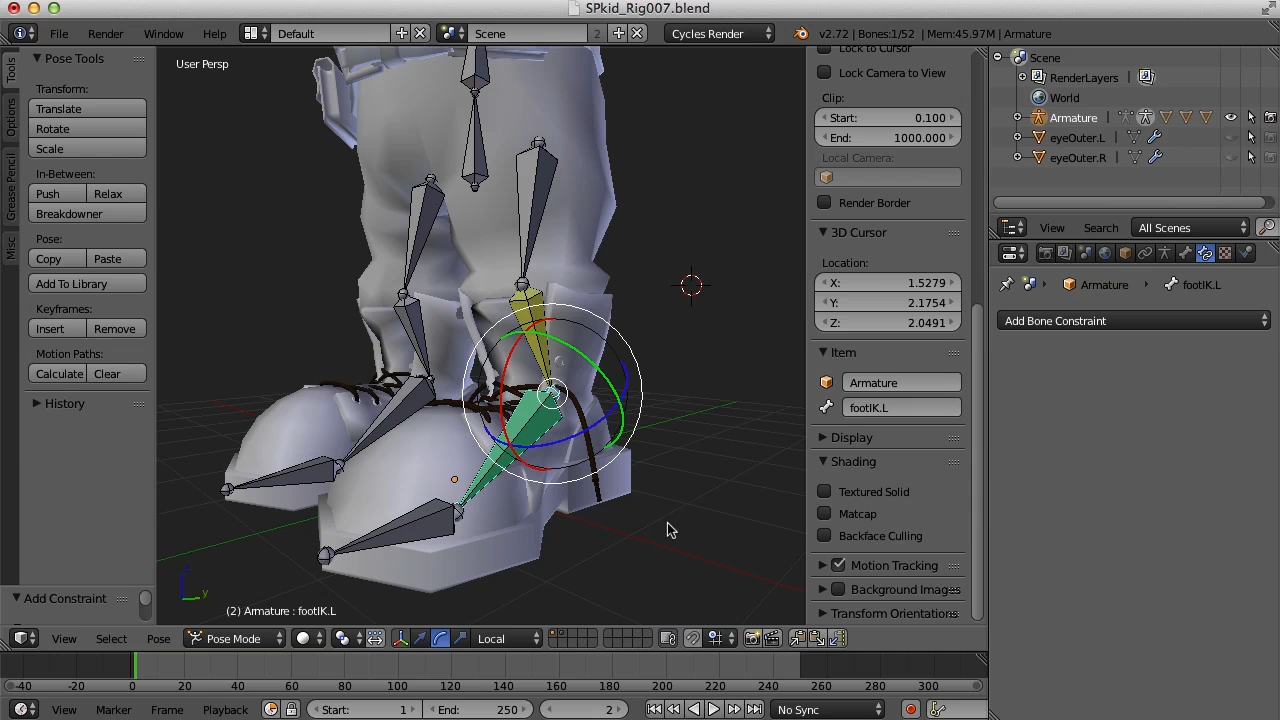 SPkid_Rig007.blend
File Render Window Help Default Scene 2 Cycles Render v2.72 | Bones:1/52 | Mem:45.97M | Armature
Tools
Options
Grease Pencil
Misc
Pose Tools
Transform:
Translate
Rotate
Scale
In-Between:
Push Relax
Breakdowner
Pose:
Copy Paste
Add To Library
Keyframes:
Insert Remove
Motion Paths:
Calculate Clear
History
Add Constraint
User Persp
z
y
(2) Armature : footIK.L
Lock to Cursor
Lock Camera to View
Clip:
Start: 0.100
End: 1000.000
Local Camera:
Render Border
3D Cursor
Location:
X: 1.5279
Y: 2.1754
Z: 2.0491
Item
Armature
footIK.L
Display
Shading
Textured Solid
Matcap
Backface Culling
Motion Tracking
Background Images
Transform Orientations
Scene
RenderLayers
World
Armature
eyeOuter.L
eyeOuter.R
View Search All Scenes
Armature footIK.L
Add Bone Constraint
View Select Pose Pose Mode Local
-40 -20 0 20 40 60 80 100 120 140 160 180 200 220 240 260 280 300
View Marker Frame Playback Start: 1 End: 250 2 No Sync